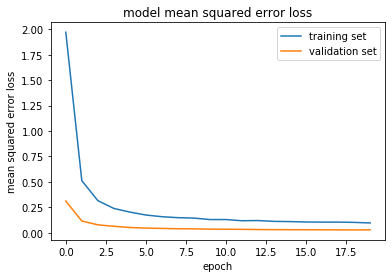 model mean squared error loss
training set
validation set
mean squared error loss
2.00
1.75
1.50
1.25
1.00
0.75
0.50
0.25
0.00
0.0 2.5 5.0 7.5 10.0 12.5 15.0 17.5
epoch